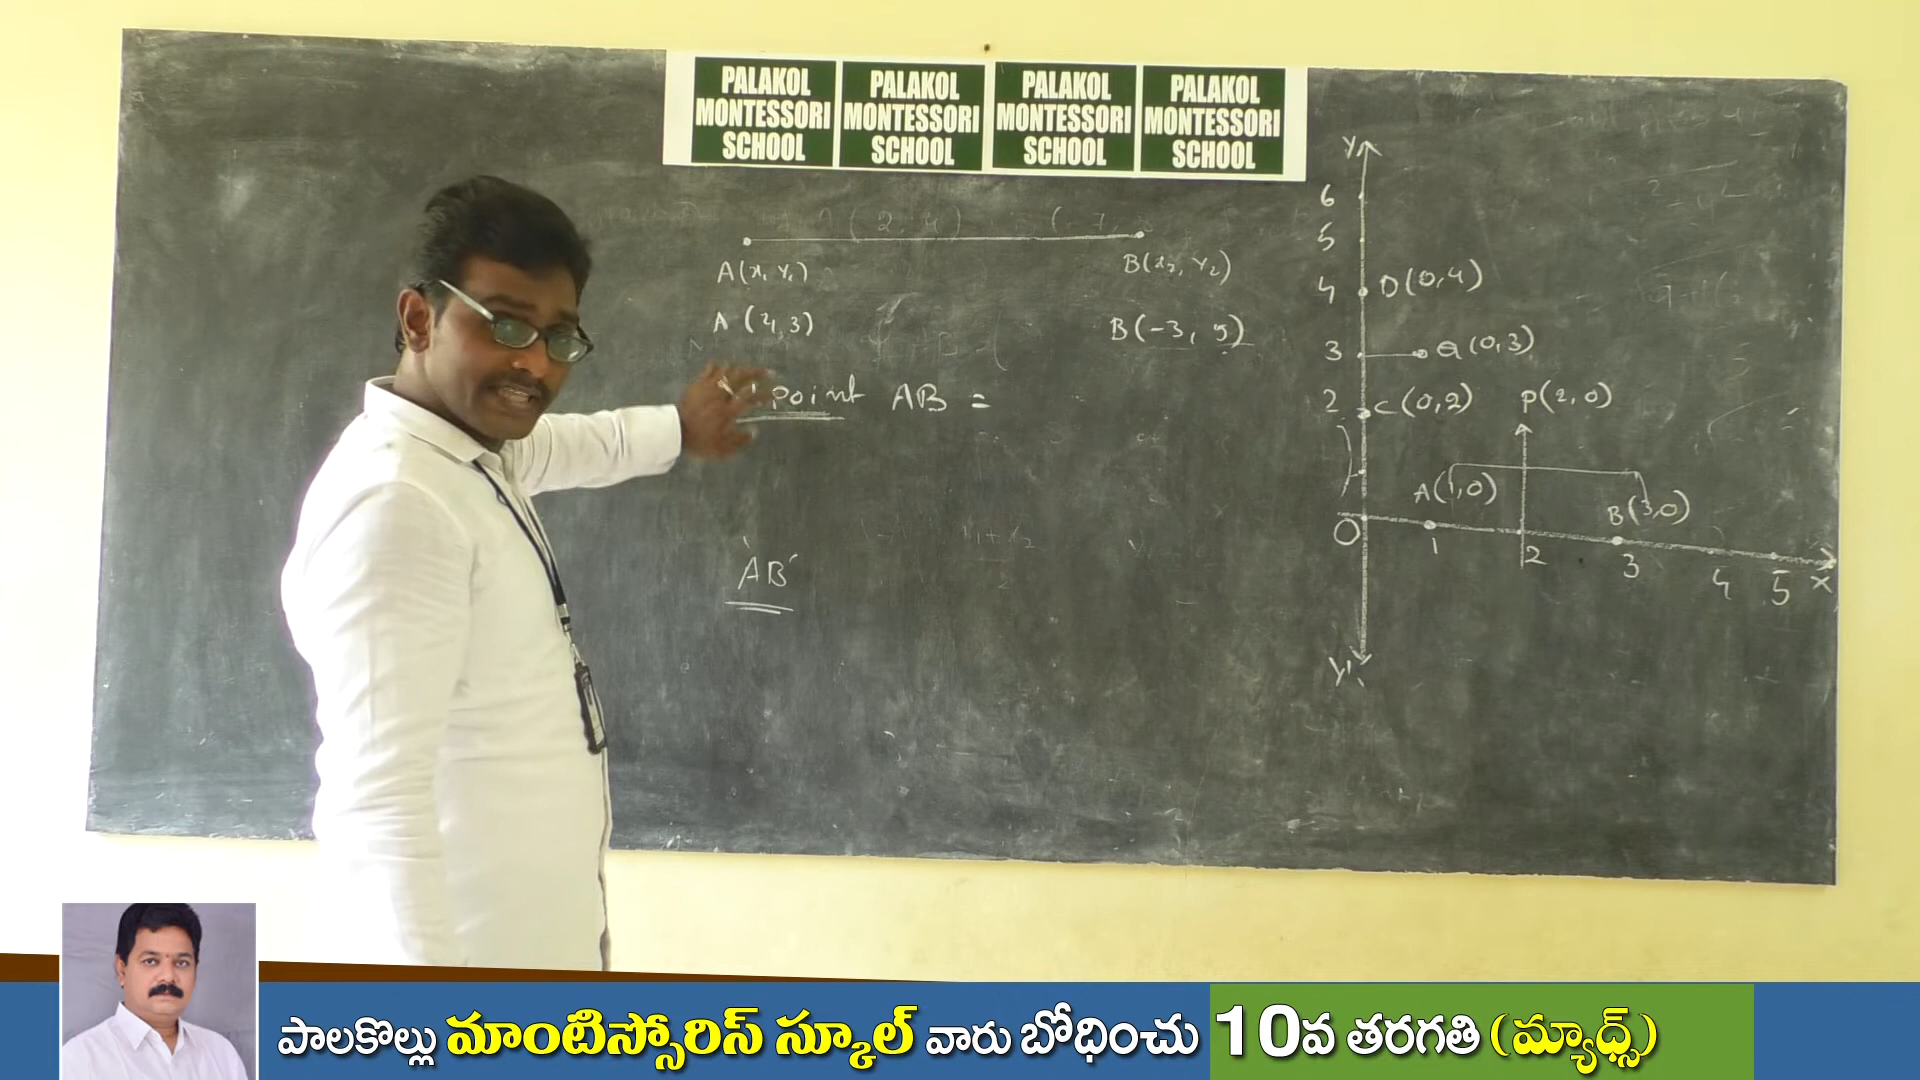 PALAKOL MONTESSORI SCHOOL
PALAKOL MONTESSORI SCHOOL
PALAKOL MONTESSORI SCHOOL
PALAKOL MONTESSORI SCHOOL
A(x₁ y₁)
B(x₂, y₂)
A (4, 3)
B(-3, 5)
point AB =
'AB'
Y
6
5
4 D(0,4)
3 Q(0,3)
2 C(0,2) P(2,0)
A(1,0)
B(3,0)
O 1 2 3 4 5 X
Y'
పాలకొల్లు మాంటిస్సోరిస్ స్కూల్ వారు బోధించు 10వ తరగతి (మ్యాథ్స్)